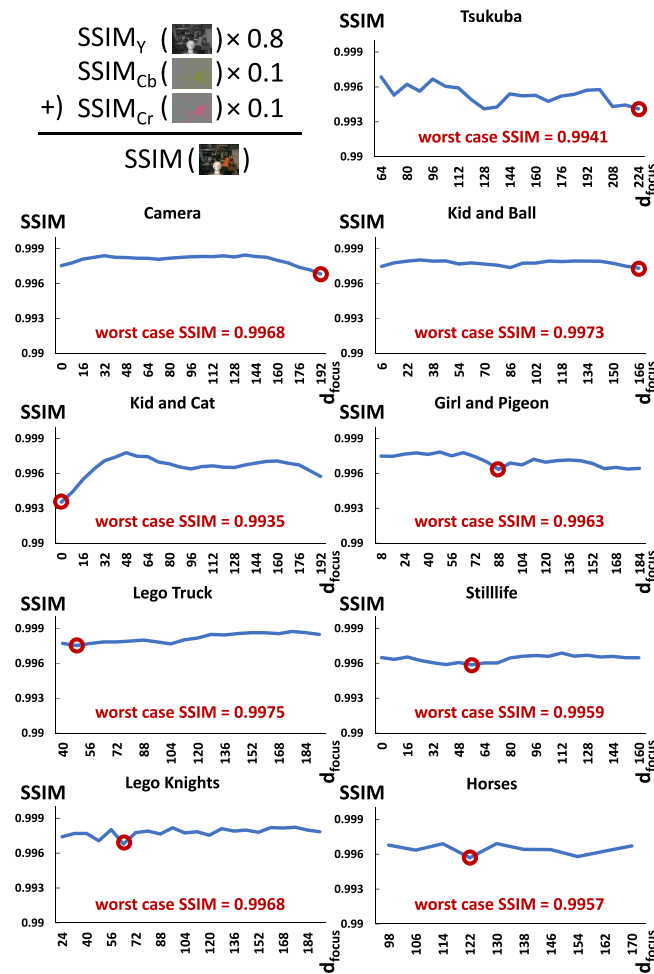 SSIM_Y ( ) × 0.8
SSIM_Cb ( ) × 0.1
+) SSIM_Cr ( ) × 0.1
SSIM ( )
Tsukuba
SSIM
0.999
0.996
0.993
0.99
worst case SSIM = 0.9941
64 80 96 112 128 144 160 176 192 208 224
d_focus
Camera
SSIM
0.999
0.996
0.993
0.99
worst case SSIM = 0.9968
0 16 32 48 64 80 96 112 128 144 160 176 192
d_focus
Kid and Ball
SSIM
0.999
0.996
0.993
0.99
worst case SSIM = 0.9973
6 22 38 54 70 86 102 118 134 150 166
d_focus
Kid and Cat
SSIM
0.999
0.996
0.993
0.99
worst case SSIM = 0.9935
0 16 32 48 64 80 96 112 128 144 160 176 192
d_focus
Girl and Pigeon
SSIM
0.999
0.996
0.993
0.99
worst case SSIM = 0.9963
8 24 40 56 72 88 104 120 136 152 168 184
d_focus
Lego Truck
SSIM
0.999
0.996
0.993
0.99
worst case SSIM = 0.9975
40 56 72 88 104 120 136 152 168 184
d_focus
Stilllife
SSIM
0.999
0.996
0.993
0.99
worst case SSIM = 0.9959
0 16 32 48 64 80 96 112 128 144 160
d_focus
Lego Knights
SSIM
0.999
0.996
0.993
0.99
worst case SSIM = 0.9968
24 40 56 72 88 104 120 136 152 168 184
d_focus
Horses
SSIM
0.999
0.996
0.993
0.99
worst case SSIM = 0.9957
98 106 114 122 130 138 146 154 162 170
d_focus